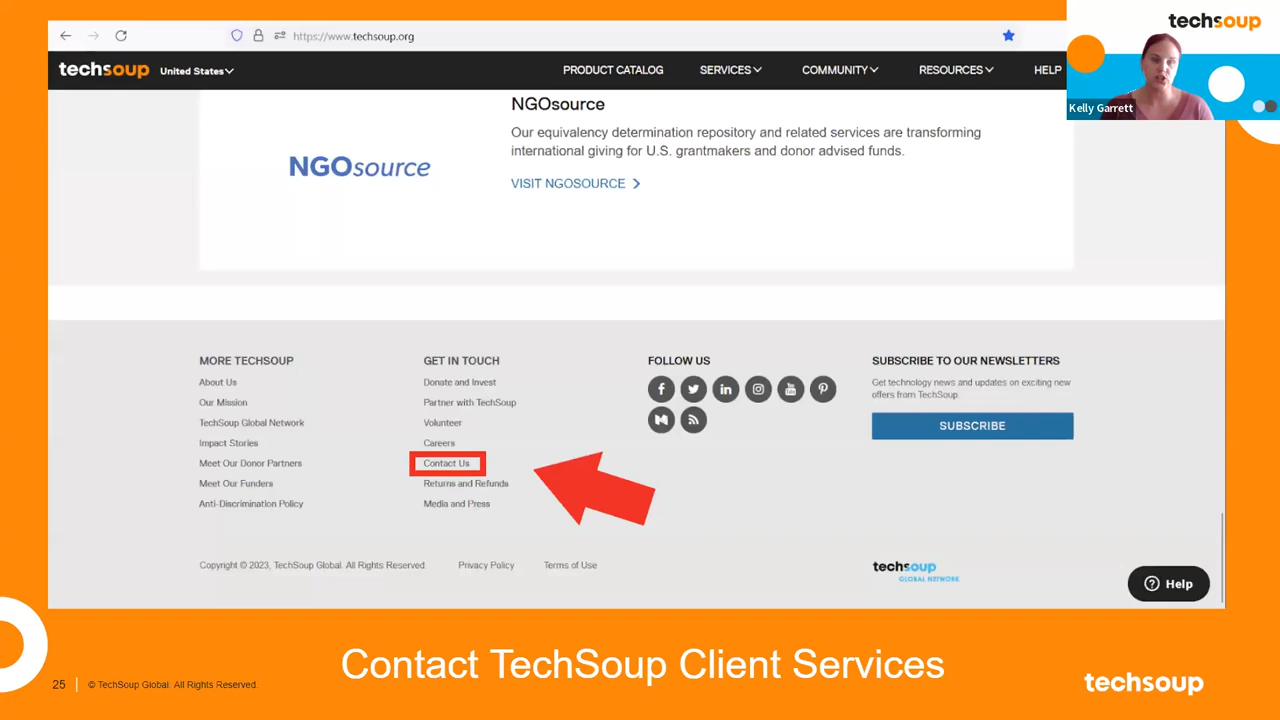 https://www.techsoup.org
techsoup
techsoup United States
PRODUCT CATALOG SERVICES COMMUNITY RESOURCES HELP
Kelly Garrett
NGOsource
NGOsource
Our equivalency determination repository and related services are transforming
international giving for U.S. grantmakers and donor advised funds.
VISIT NGOSOURCE
MORE TECHSOUP
About Us
Our Mission
TechSoup Global Network
Impact Stories
Meet Our Donor Partners
Meet Our Funders
Anti-Discrimination Policy
GET IN TOUCH
Donate and Invest
Partner with TechSoup
Volunteer
Careers
Contact Us
Returns and Refunds
Media and Press
FOLLOW US
SUBSCRIBE TO OUR NEWSLETTERS
Get technology news and updates on exciting new
offers from TechSoup.
SUBSCRIBE
Copyright © 2023, TechSoup Global. All Rights Reserved. Privacy Policy Terms of Use
techsoup
GLOBAL NETWORK
Help
Contact TechSoup Client Services
25 © TechSoup Global. All Rights Reserved.
techsoup